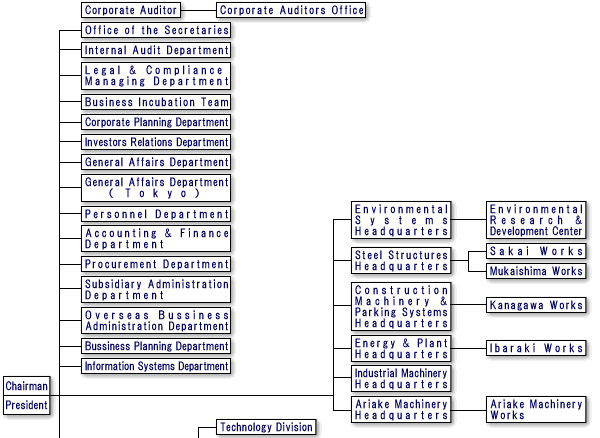 Corporate Auditor
Corporate Auditors Office
Office of the Secretaries
Internal Audit Department
Legal & Compliance
Managing Department
Business Incubation Team
Corporate Planning Department
Investors Relations Department
General Affairs Department
General Affairs Department
( Tokyo )
Personnel Department
Accounting & Finance
Department
Procurement Department
Subsidiary Administration
Department
Overseas Bussiness
Administration Department
Bussiness Planning Department
Information Systems Department
Chairman
President
Environmental
Systems
Headquarters
Environmental
Research &
Development Center
Steel Structures
Headquarters
Sakai Works
Mukaishima Works
Construction
Machinery &
Parking Systems
Headquarters
Kanagawa Works
Energy & Plant
Headquarters
Ibaraki Works
Industrial Machinery
Headquarters
Ariake Machinery
Headquarters
Ariake Machinery
Works
Technology Division